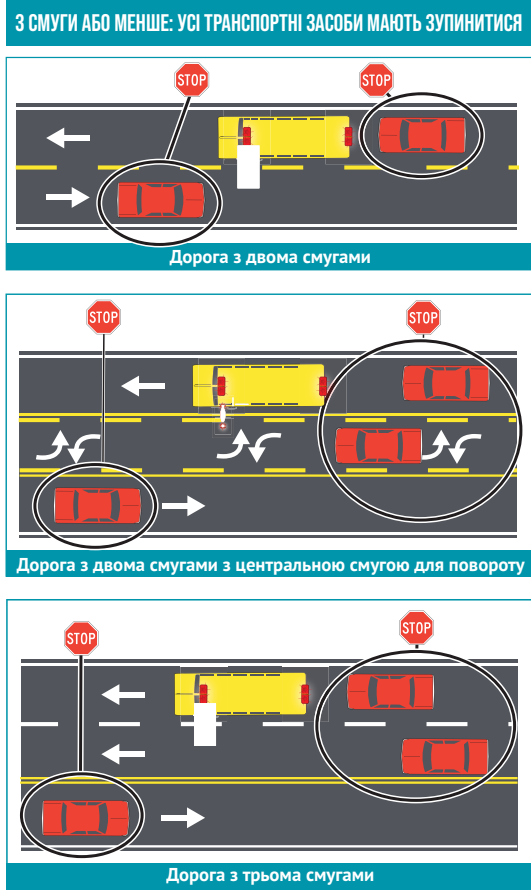 3 СМУГИ АБО МЕНШЕ: УСІ ТРАНСПОРТНІ ЗАСОБИ МАЮТЬ ЗУПИНИТИСЯ
STOP STOP
Дорога з двома смугами
STOP STOP
Дорога з двома смугами з центральною смугою для повороту
STOP STOP
Дорога з трьома смугами